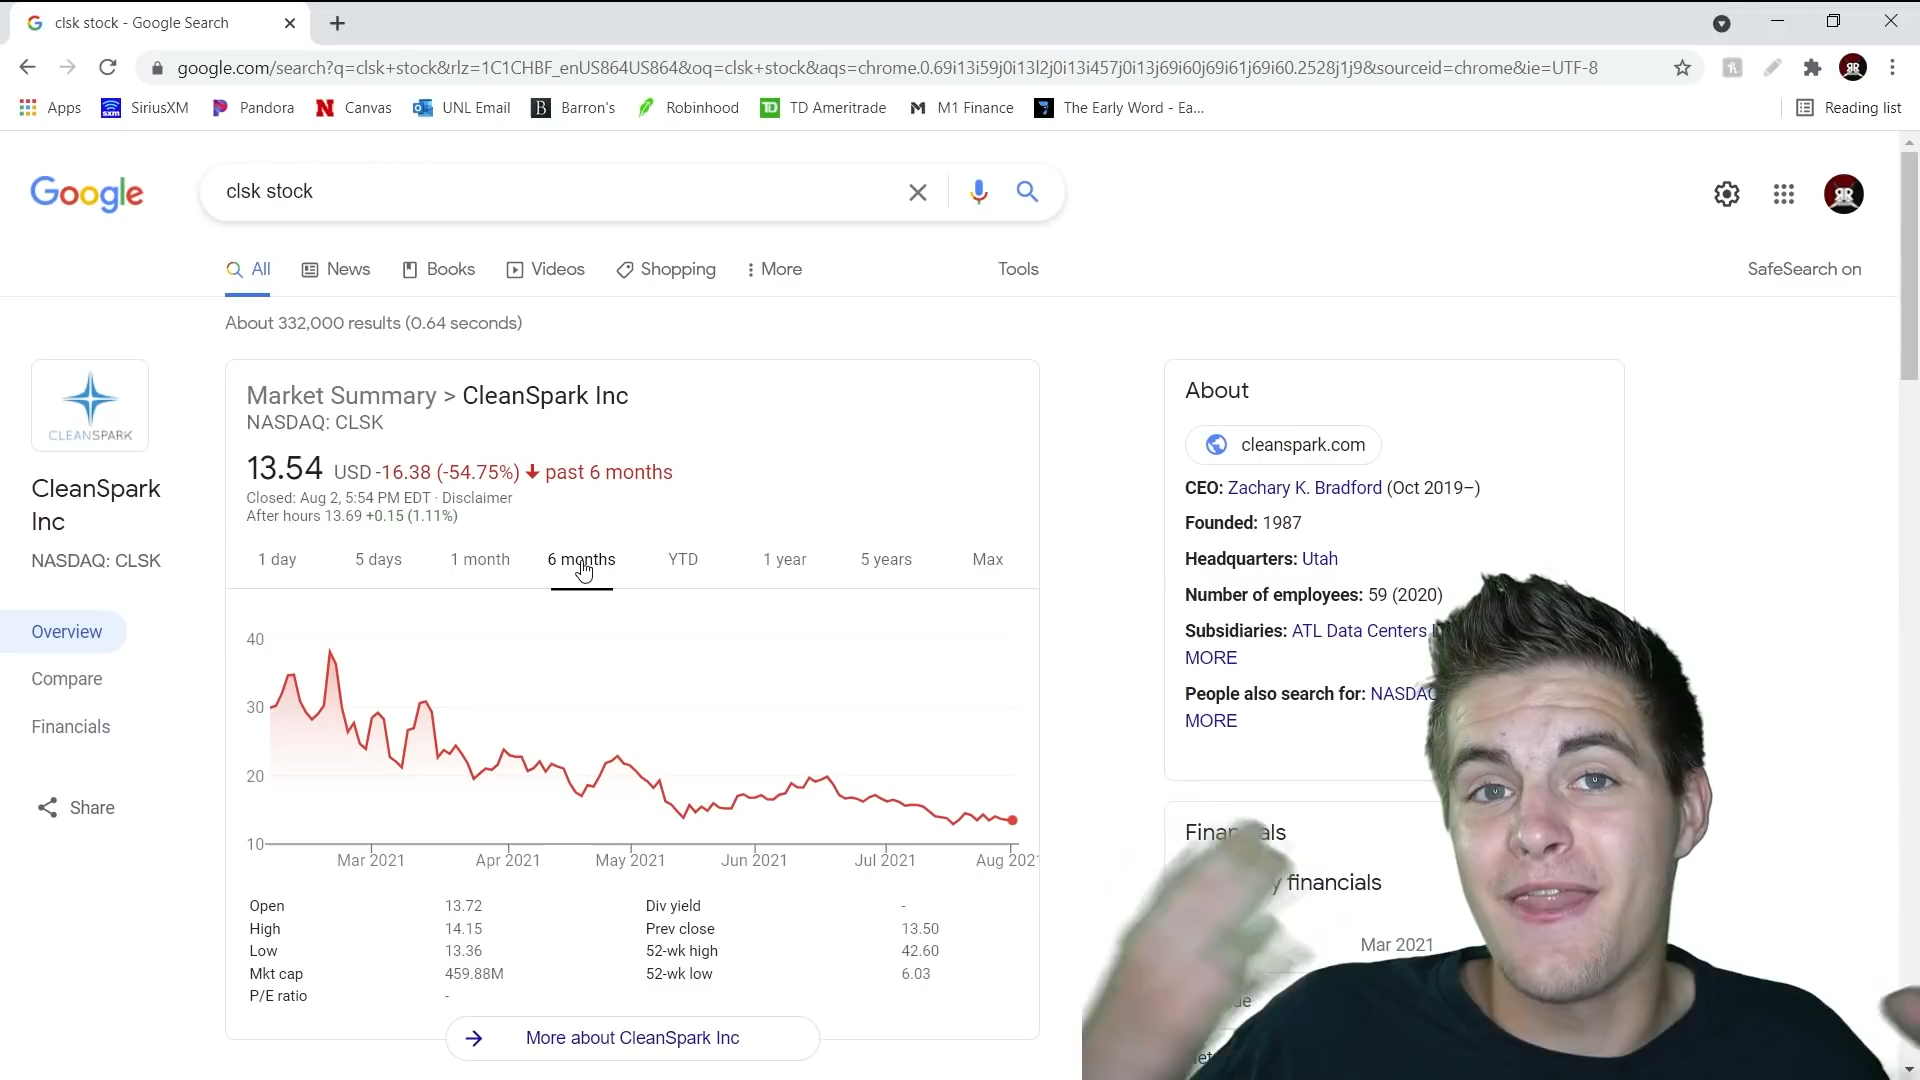 clsk stock - Google Search
google.com/search?q=clsk+stock&rlz=1C1CHBF_enUS864US864&oq=clsk+stock&aqs=chrome.0.69i13i59j0i13l2j0i13i457j0i13j69i60j69i61j69i60.2528j1j9&sourceid=chrome&ie=UTF-8
Apps SiriusXM Pandora Canvas UNL Email Barron's Robinhood TD Ameritrade M1 Finance The Early Word - Ea... Reading list
Google
clsk stock
All News Books Videos Shopping More Tools SafeSearch on
About 332,000 results (0.64 seconds)
CLEANSPARK
CleanSpark
Inc
NASDAQ: CLSK
Overview
Compare
Financials
Share
Market Summary > CleanSpark Inc
NASDAQ: CLSK
13.54 USD -16.38 (-54.75%) past 6 months
Closed: Aug 2, 5:54 PM EDT · Disclaimer
After hours 13.69 +0.15 (1.11%)
1 day 5 days 1 month 6 months YTD 1 year 5 years Max
40
30
20
10
Mar 2021 Apr 2021 May 2021 Jun 2021 Jul 2021 Aug 202
Open 13.72 Div yield -
High 14.15 Prev close 13.50
Low 13.36 52-wk high 42.60
Mkt cap 459.88M 52-wk low 6.03
P/E ratio -
More about CleanSpark Inc
About
cleanspark.com
CEO: Zachary K. Bradford (Oct 2019–)
Founded: 1987
Headquarters: Utah
Number of employees: 59 (2020)
Subsidiaries: ATL Data Centers
MORE
People also search for: NASDAQ
MORE
Financials
financials
Mar 2021